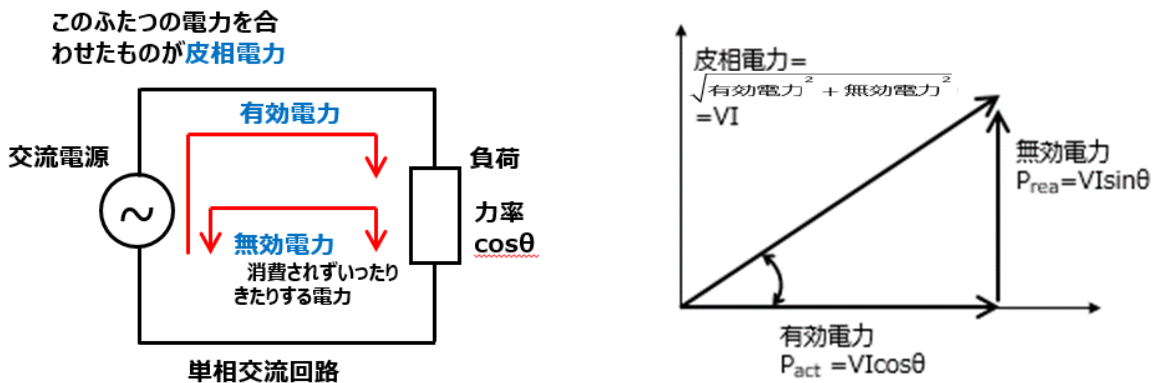 このふたつの電力を合
わせたものが皮相電力
有効電力
交流電源
負荷
力率
cosθ
~
無効電力
消費されずいったり
きたりする電力
単相交流回路
皮相電力=
√有効電力² + 無効電力²
=VI
無効電力
Prea=VIsinθ
有効電力
Pact =VIcosθ